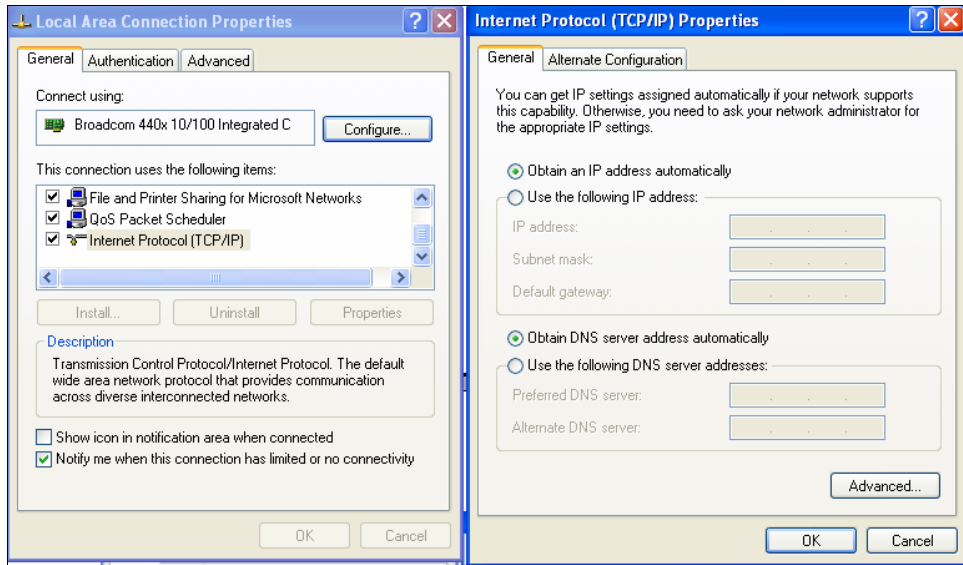 Local Area Connection Properties
General Authentication Advanced
Connect using:
Broadcom 440x 10/100 Integrated C
Configure...
This connection uses the following items:
File and Printer Sharing for Microsoft Networks
QoS Packet Scheduler
Internet Protocol (TCP/IP)
Install... Uninstall Properties
Description
Transmission Control Protocol/Internet Protocol. The default
wide area network protocol that provides communication
across diverse interconnected networks.
Show icon in notification area when connected
Notify me when this connection has limited or no connectivity
OK Cancel
Internet Protocol (TCP/IP) Properties
General Alternate Configuration
You can get IP settings assigned automatically if your network supports
this capability. Otherwise, you need to ask your network administrator for
the appropriate IP settings.
Obtain an IP address automatically
Use the following IP address:
IP address:
Subnet mask:
Default gateway:
Obtain DNS server address automatically
Use the following DNS server addresses:
Preferred DNS server:
Alternate DNS server:
Advanced...
OK Cancel